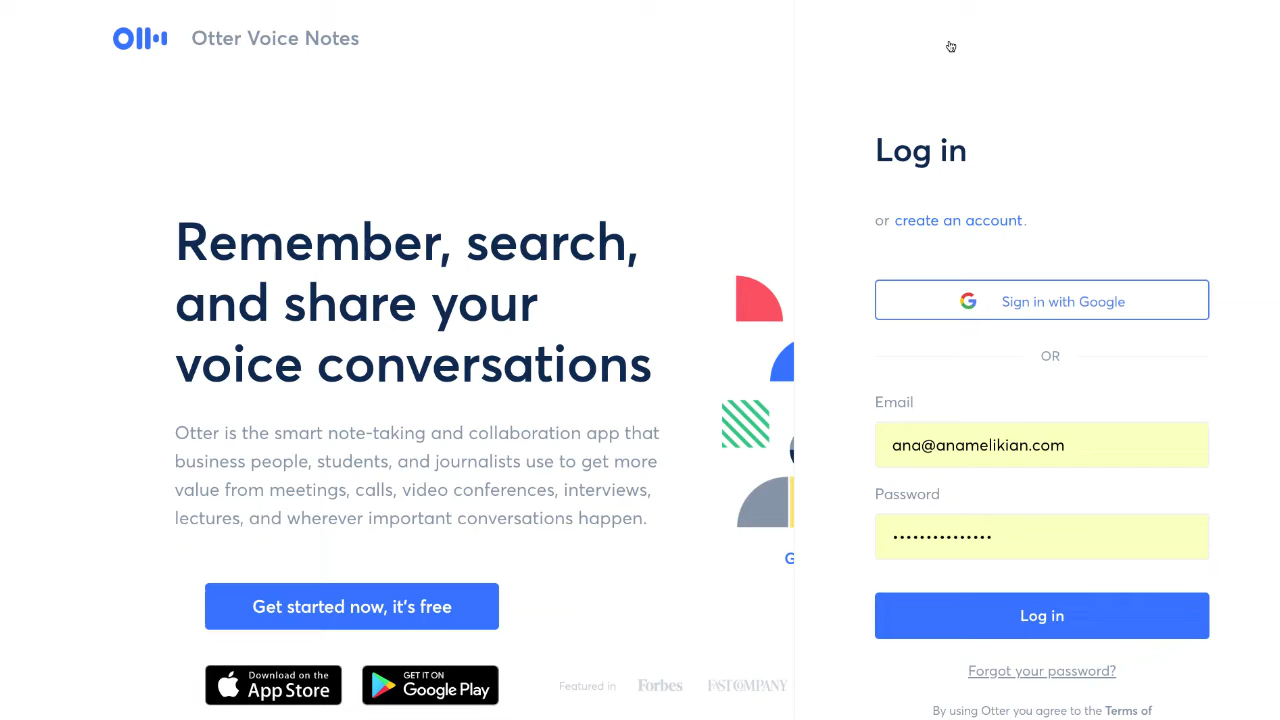 Otter Voice Notes
Remember, search,
and share your
voice conversations
Otter is the smart note-taking and collaboration app that
business people, students, and journalists use to get more
value from meetings, calls, video conferences, interviews,
lectures, and wherever important conversations happen.
Get started now, it's free
Download on the
App Store
GET IT ON
Google Play
Featured in
Forbes
FAST COMPANY
G
Log in
or create an account.
Sign in with Google
OR
Email
ana@anamelikian.com
Password
•••••••••••••••
Log in
Forgot your password?
By using Otter you agree to the Terms of